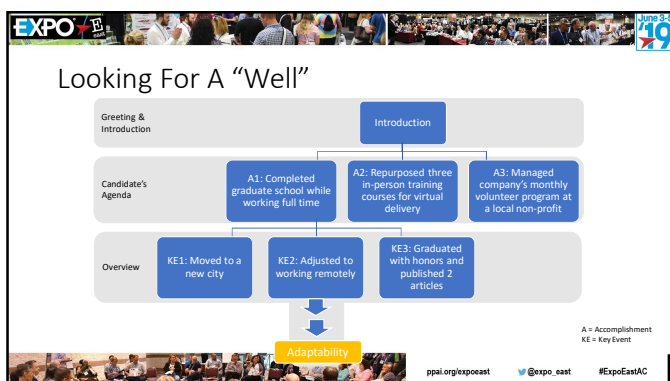 EXPO EAST
east
June 3-5
'19
Looking For A “Well”
Greeting &
Introduction
Introduction
Candidate's
Agenda
A1: Completed
graduate school while
working full time
A2: Repurposed three
in-person training
courses for virtual
delivery
A3: Managed
company's monthly
volunteer program at
a local non-profit
Overview
KE1: Moved to a
new city
KE2: Adjusted to
working remotely
KE3: Graduated
with honors and
published 2
articles
Adaptability
A = Accomplishment
KE = Key Event
ppai.org/expoeast
@expo_east
#ExpoEastAC